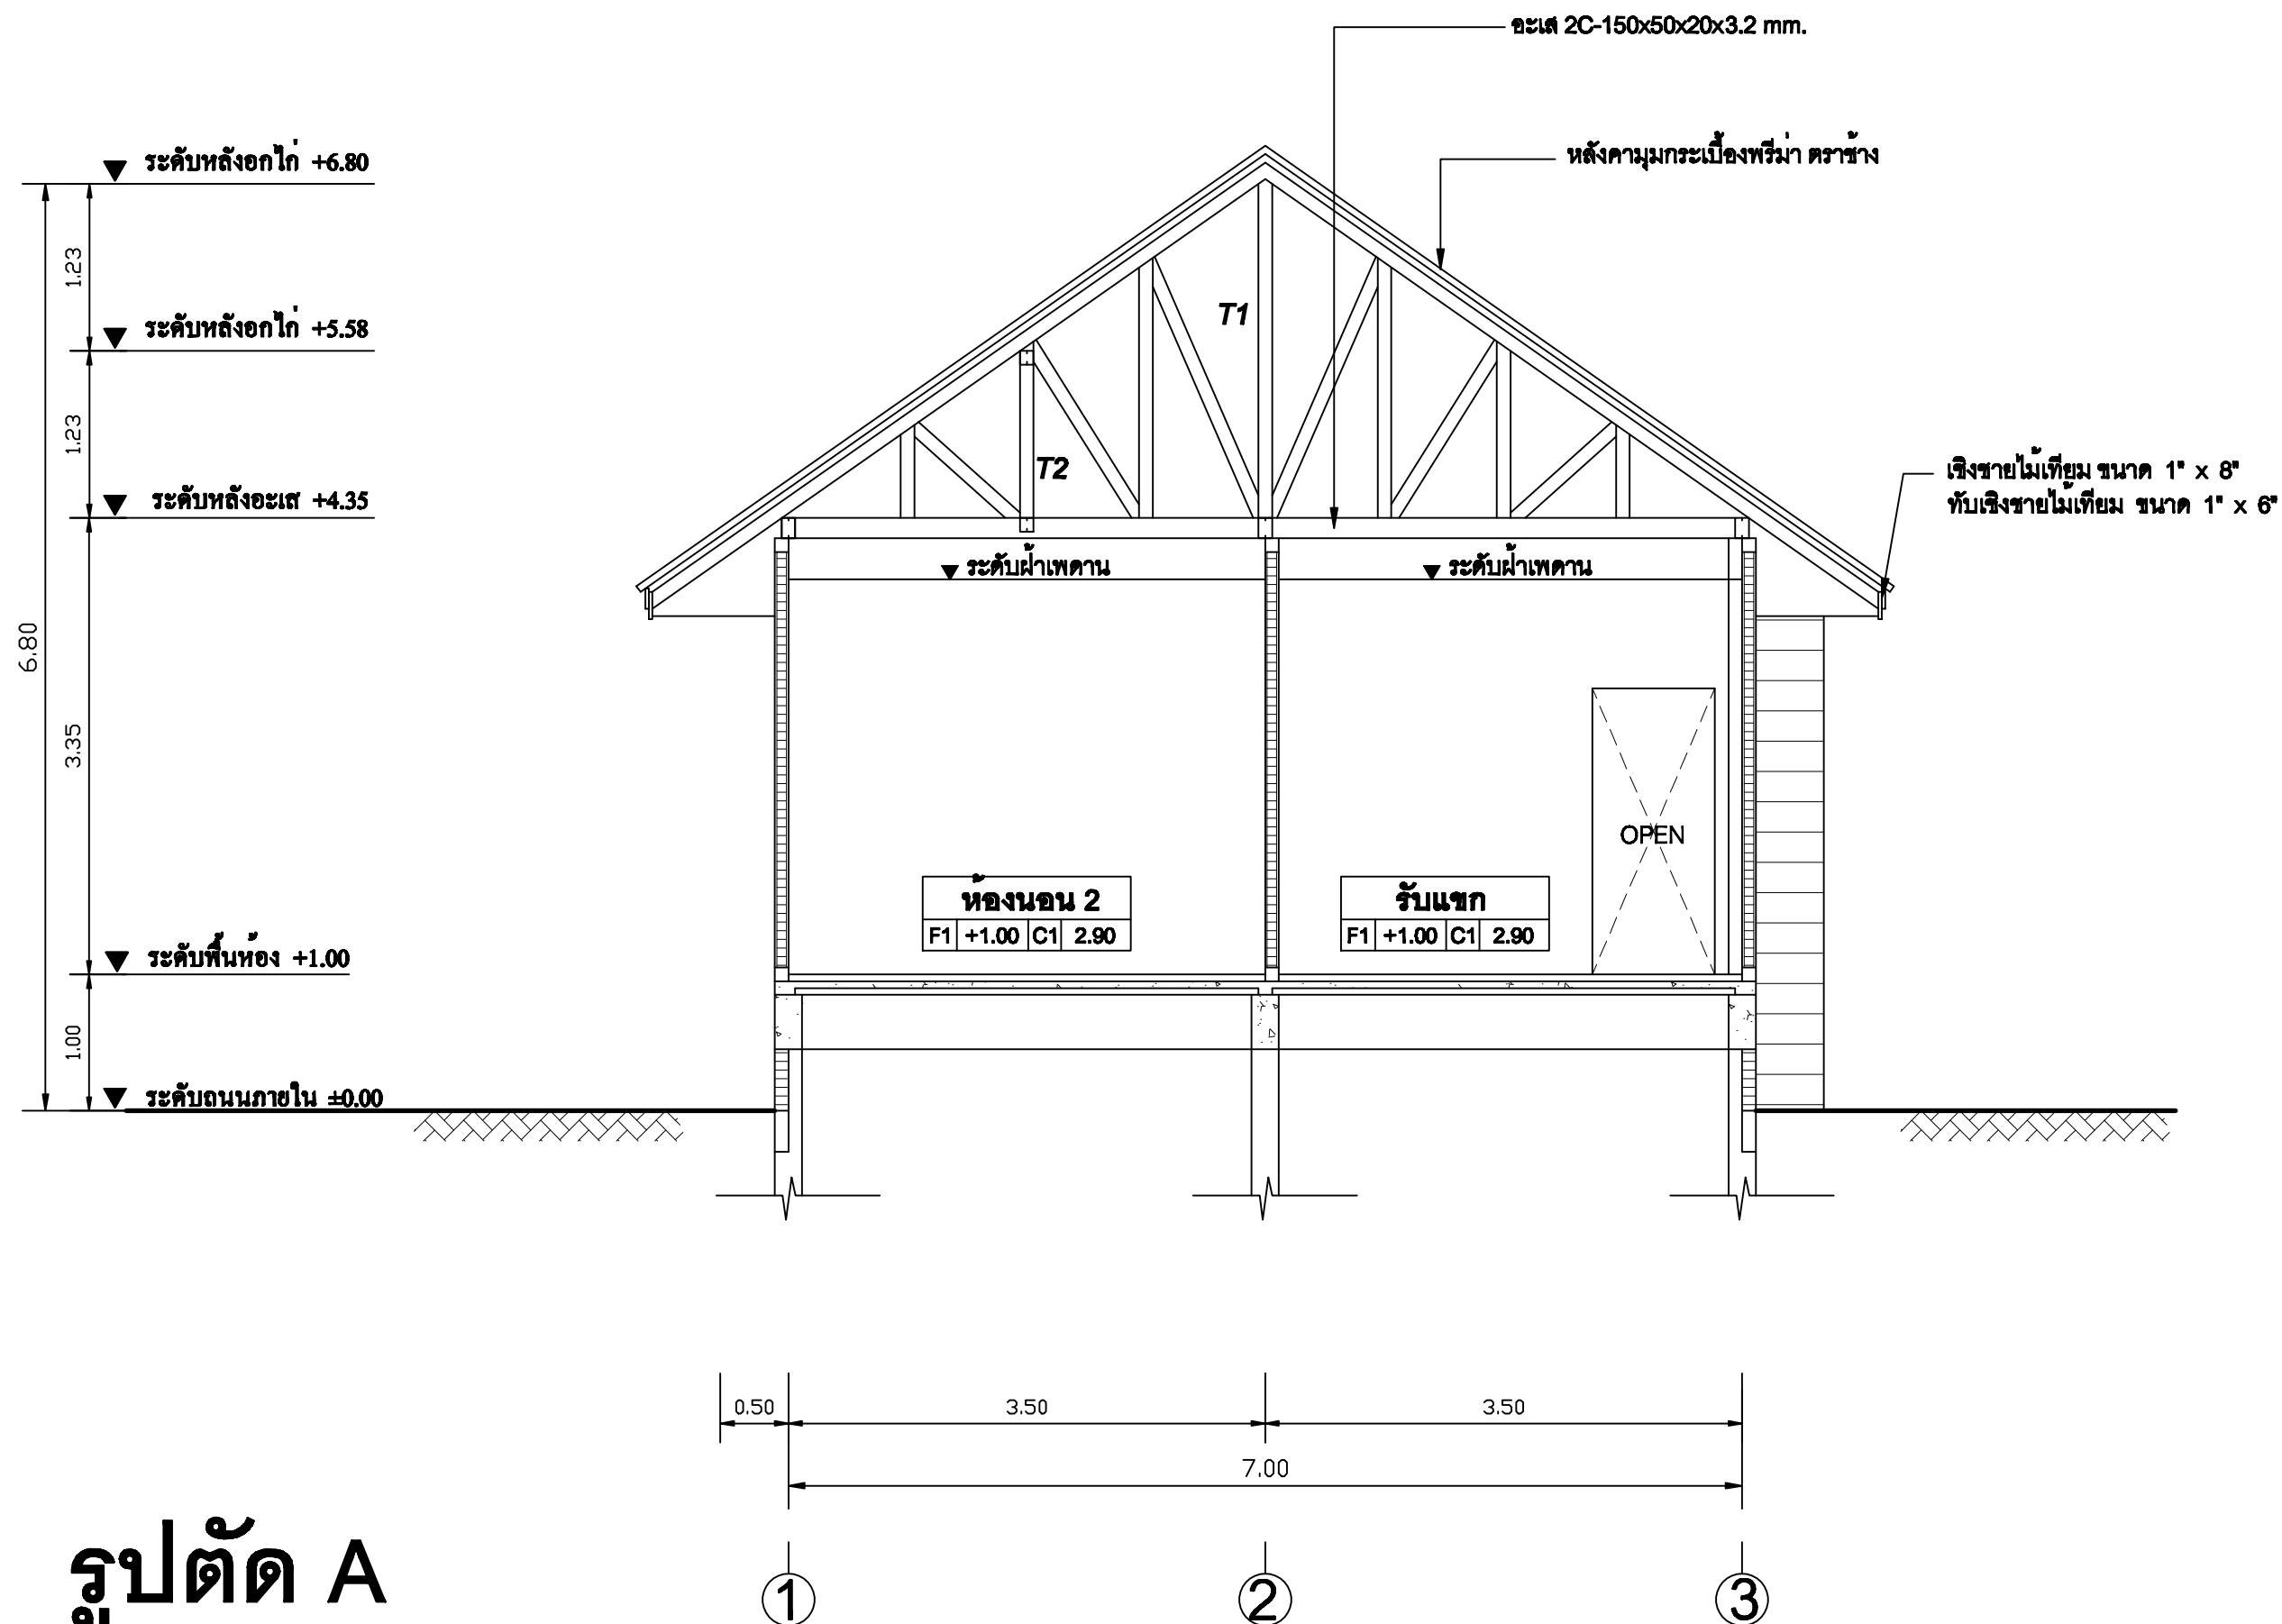 อะเส 2C-150x50x20x3.2 mm.
หลังคามุมกระเบื้องพรีม่า ตราช้าง
ระดับหลังอกไก่ +6.80
1.23
ระดับหลังอกไก่ +5.58
T1
1.23
T2
เชิงชายไม้เทียม ขนาด 1" x 8"
ทับเชิงชายไม้เทียม ขนาด 1" x 6"
ระดับหลังอะเส +4.35
ระดับฝ้าเพดาน
ระดับฝ้าเพดาน
6.80
3.35
OPEN
ห้องนอน 2
F1 +1.00 C1 2.90
รับแขก
F1 +1.00 C1 2.90
ระดับพื้นห้อง +1.00
1.00
ระดับถนนภายใน ±0.00
0.50
3.50
3.50
7.00
รูปตัด A
1
2
3